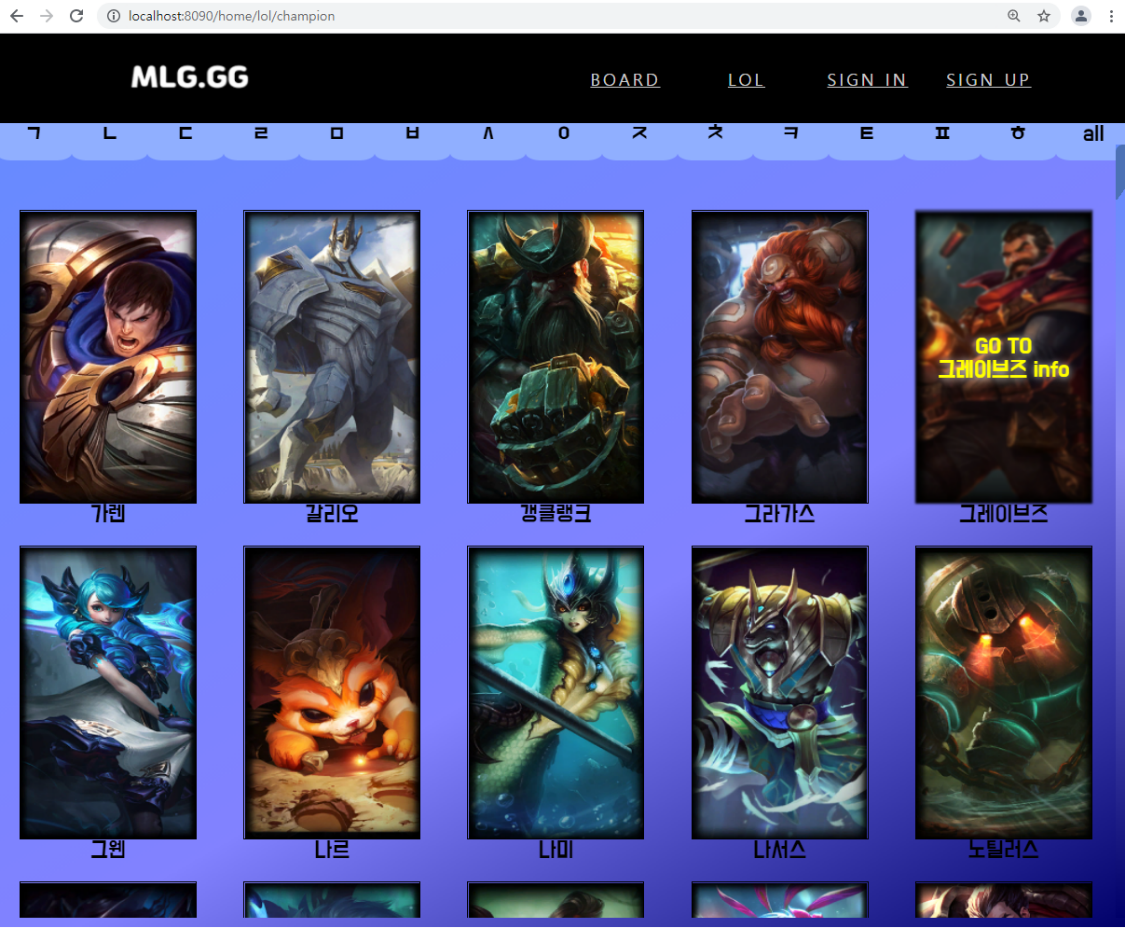 localhost:8090/home/lol/champion
MLG.GG BOARD LOL SIGN IN SIGN UP
ㄱ ㄴ ㄷ ㄹ ㅁ ㅂ ㅅ ㅇ ㅈ ㅊ ㅋ ㅌ ㅍ ㅎ all
GO TO
그레이브즈 info
가렌 갈리오 갱플랭크 그라가스 그레이브즈
그웬 나르 나미 나서스 노틸러스